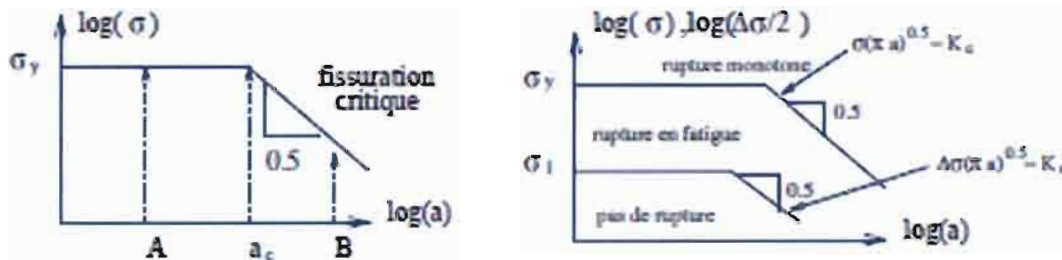 log(σ)
σy
fissuration
critique
0.5
log(a)
A
ac
B
log(σ),log(Δσ/2)
σy
rupture monotone
σ(π a)^0.5 – Kc
0.5
rupture en fatigue
σl
0.5
Δσ(π a)^0.5 – K
pas de rupture
log(a)